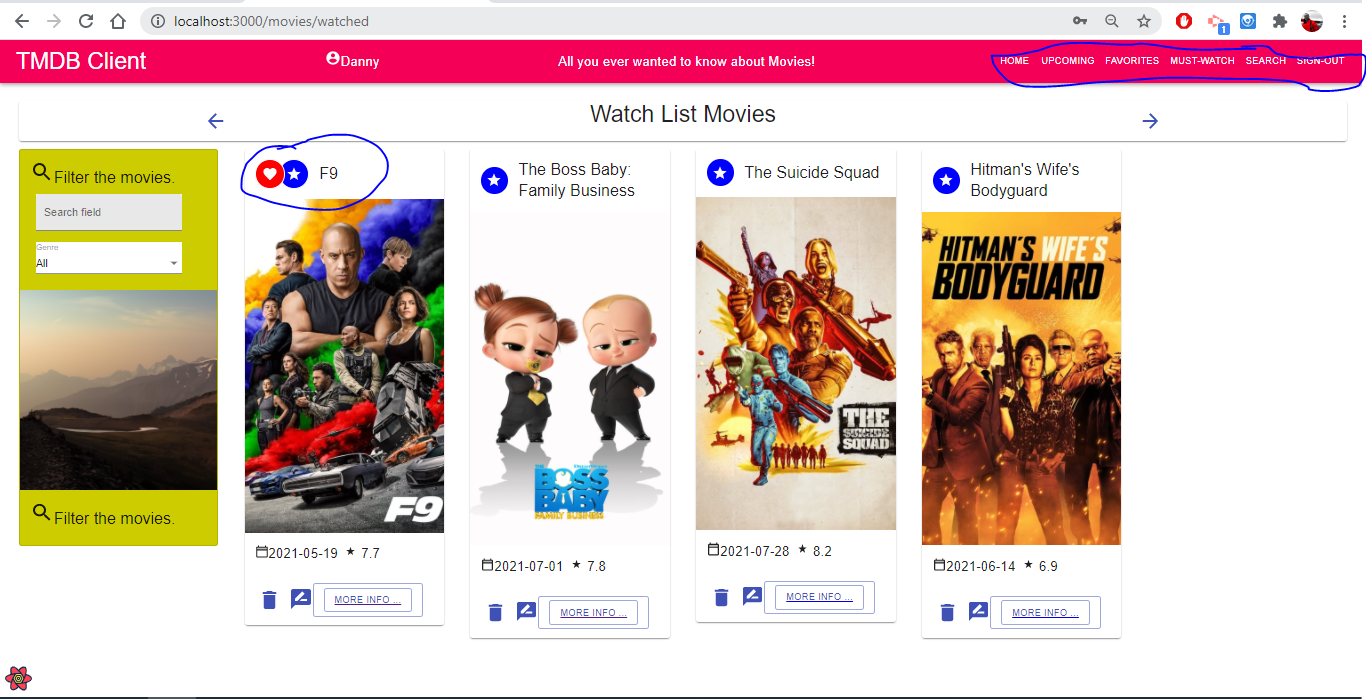 localhost:3000/movies/watched
1
TMDB Client
Danny
All you ever wanted to know about Movies!
HOME UPCOMING FAVORITES MUST-WATCH SEARCH SIGN-OUT
Watch List Movies
Filter the movies.
Search field
Genre
All
Filter the movies.
F9
F9
2021-05-19 7.7
MORE INFO ...
The Boss Baby:
Family Business
THE
BOSS
BABY
FAMILY BUSINESS
2021-07-01 7.8
MORE INFO ...
The Suicide Squad
THE
SUICIDE
SQUAD
2021-07-28 8.2
MORE INFO ...
Hitman's Wife's
Bodyguard
HITMAN'S WIFE'S
BODYGUARD
2021-06-14 6.9
MORE INFO ...